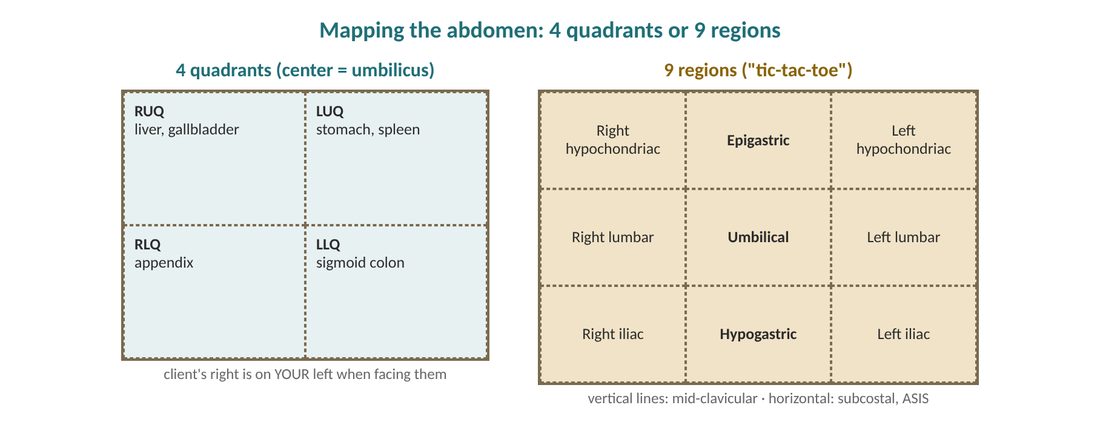 Mapping the abdomen: 4 quadrants or 9 regions
4 quadrants (center = umbilicus)
RUQ
liver, gallbladder
LUQ
stomach, spleen
RLQ
appendix
LLQ
sigmoid colon
client's right is on YOUR left when facing them
9 regions ("tic-tac-toe")
Right
hypochondriac
Epigastric
Left
hypochondriac
Right lumbar
Umbilical
Left lumbar
Right iliac
Hypogastric
Left iliac
vertical lines: mid-clavicular · horizontal: subcostal, ASIS